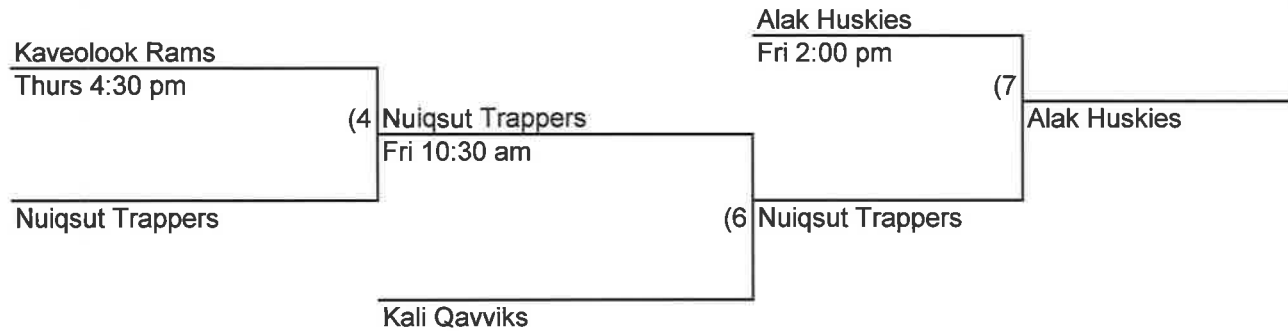 Alak Huskies
Kaveolook Rams
Fri 2:00 pm
Thurs 4:30 pm
(7
(4 Nuiqsut Trappers
Alak Huskies
Fri 10:30 am
Nuiqsut Trappers
(6 Nuiqsut Trappers
Kali Qavviks